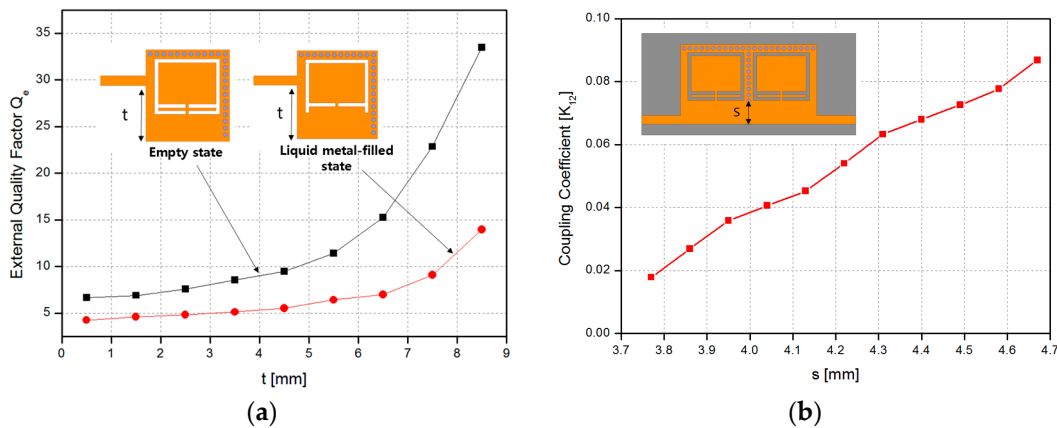 35
30
25
20
15
10
5
External Quality Factor Qe
t
t
Empty state
Liquid metal-filled
state
0 1 2 3 4 5 6 7 8 9
t [mm]
(a)
0.10
0.08
0.06
0.04
0.02
0.00
Coupling Coefficient [K12]
S
3.7 3.8 3.9 4.0 4.1 4.2 4.3 4.4 4.5 4.6 4.7
s [mm]
(b)